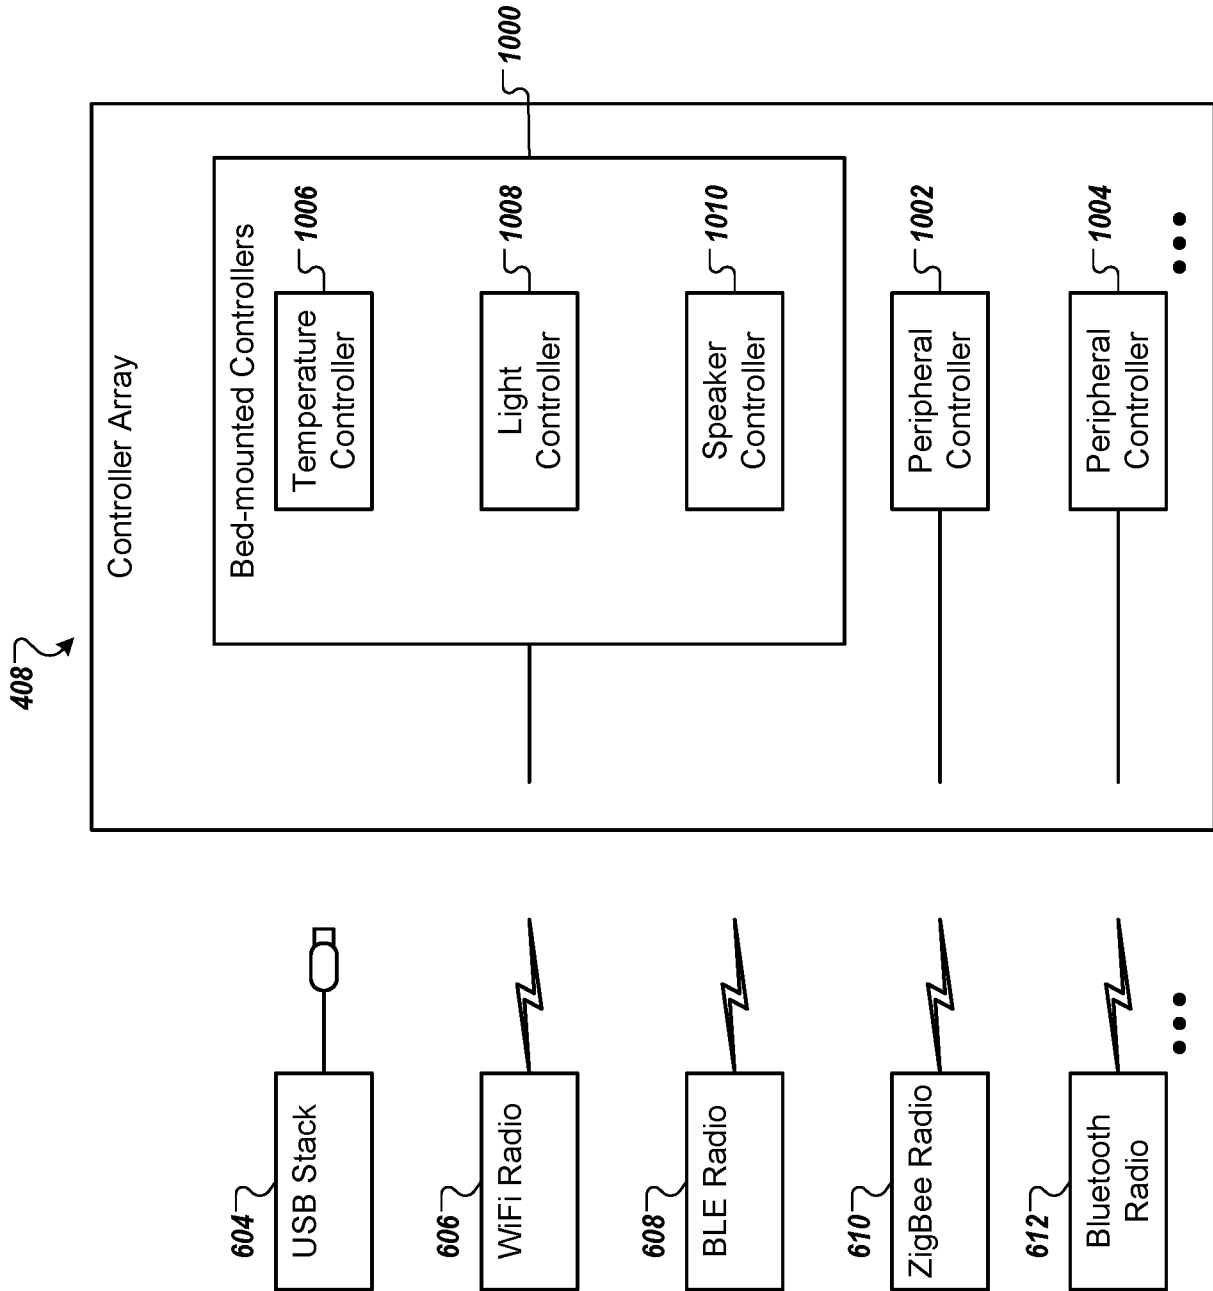 408
Controller Array
Bed-mounted Controllers
1000
604
USB Stack
Temperature
Controller
1006
606
WiFi Radio
Light
Controller
1008
608
BLE Radio
Speaker
Controller
1010
610
ZigBee Radio
Peripheral
Controller
1002
612
Bluetooth
Radio
Peripheral
Controller
1004